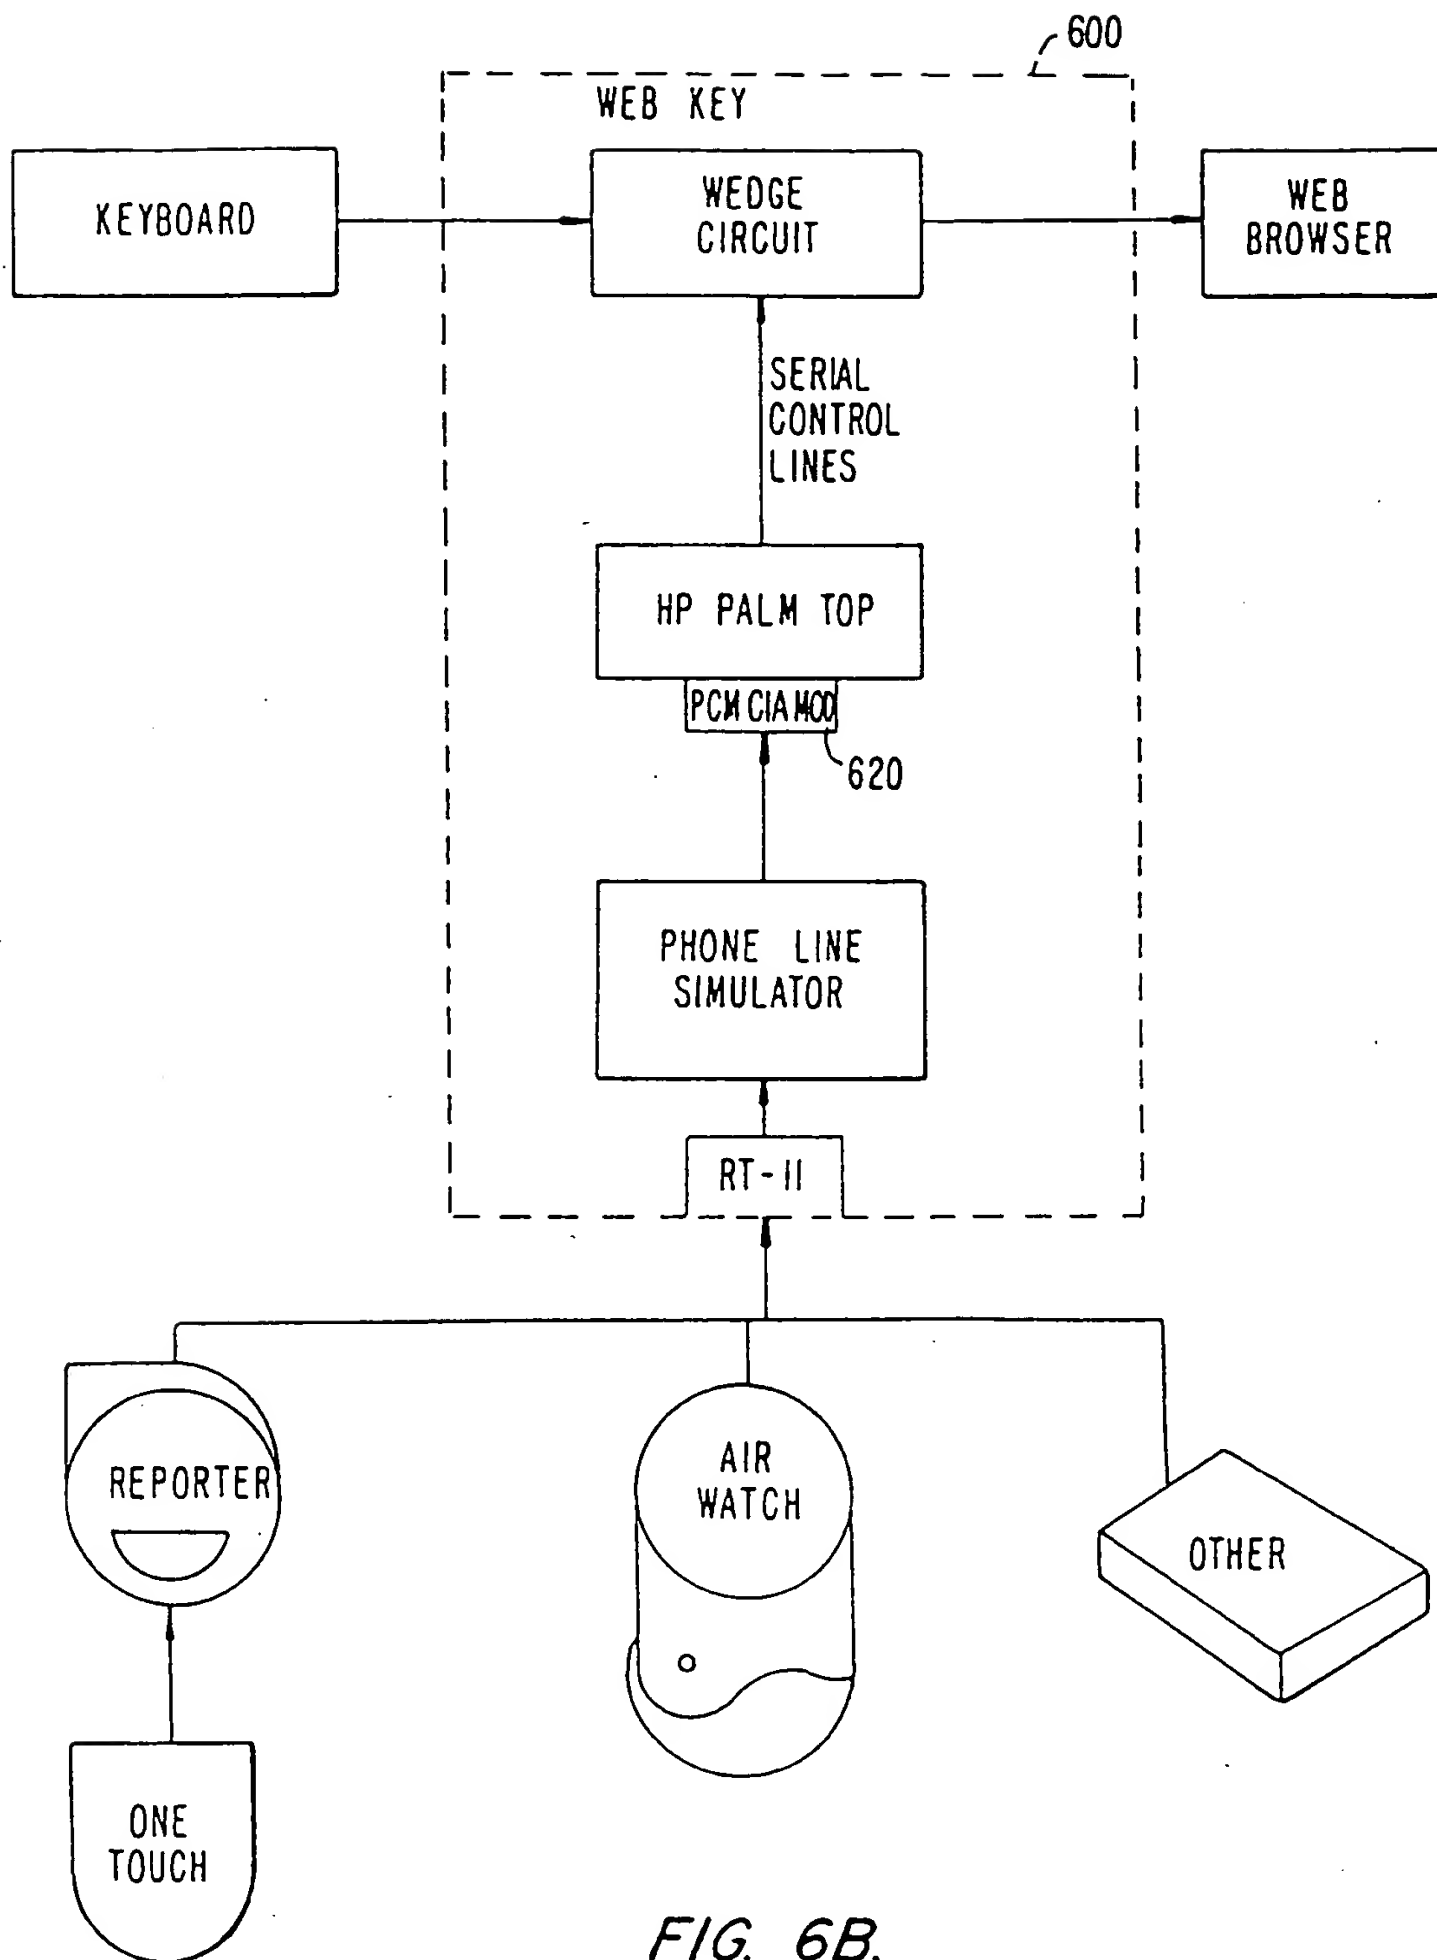 600
WEB KEY
KEYBOARD
WEDGE
CIRCUIT
WEB
BROWSER
SERIAL
CONTROL
LINES
HP PALM TOP
PCMCIA MOD
620
PHONE LINE
SIMULATOR
RT-11
REPORTER
AIR
WATCH
OTHER
ONE
TOUCH
FIG. 6B.